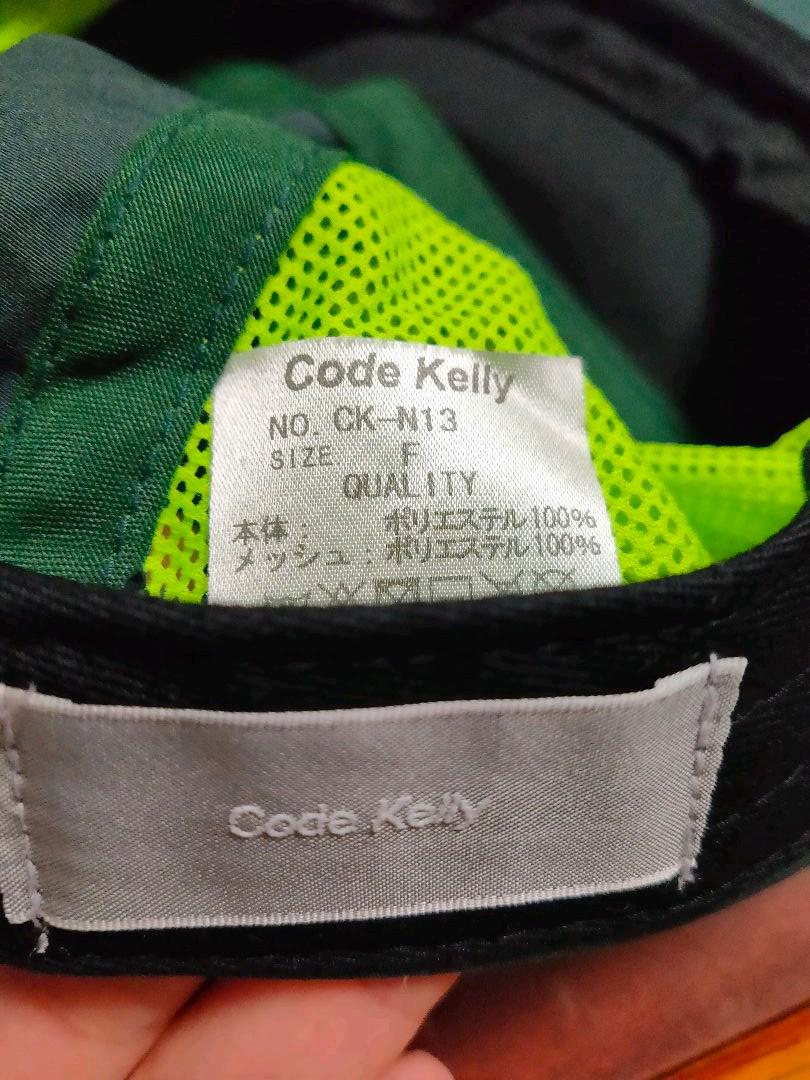 Code Kelly
NO. CK-N13
SIZE F
QUALITY
本体: ポリエステル100%
メッシュ: ポリエステル100%
Code Kelly